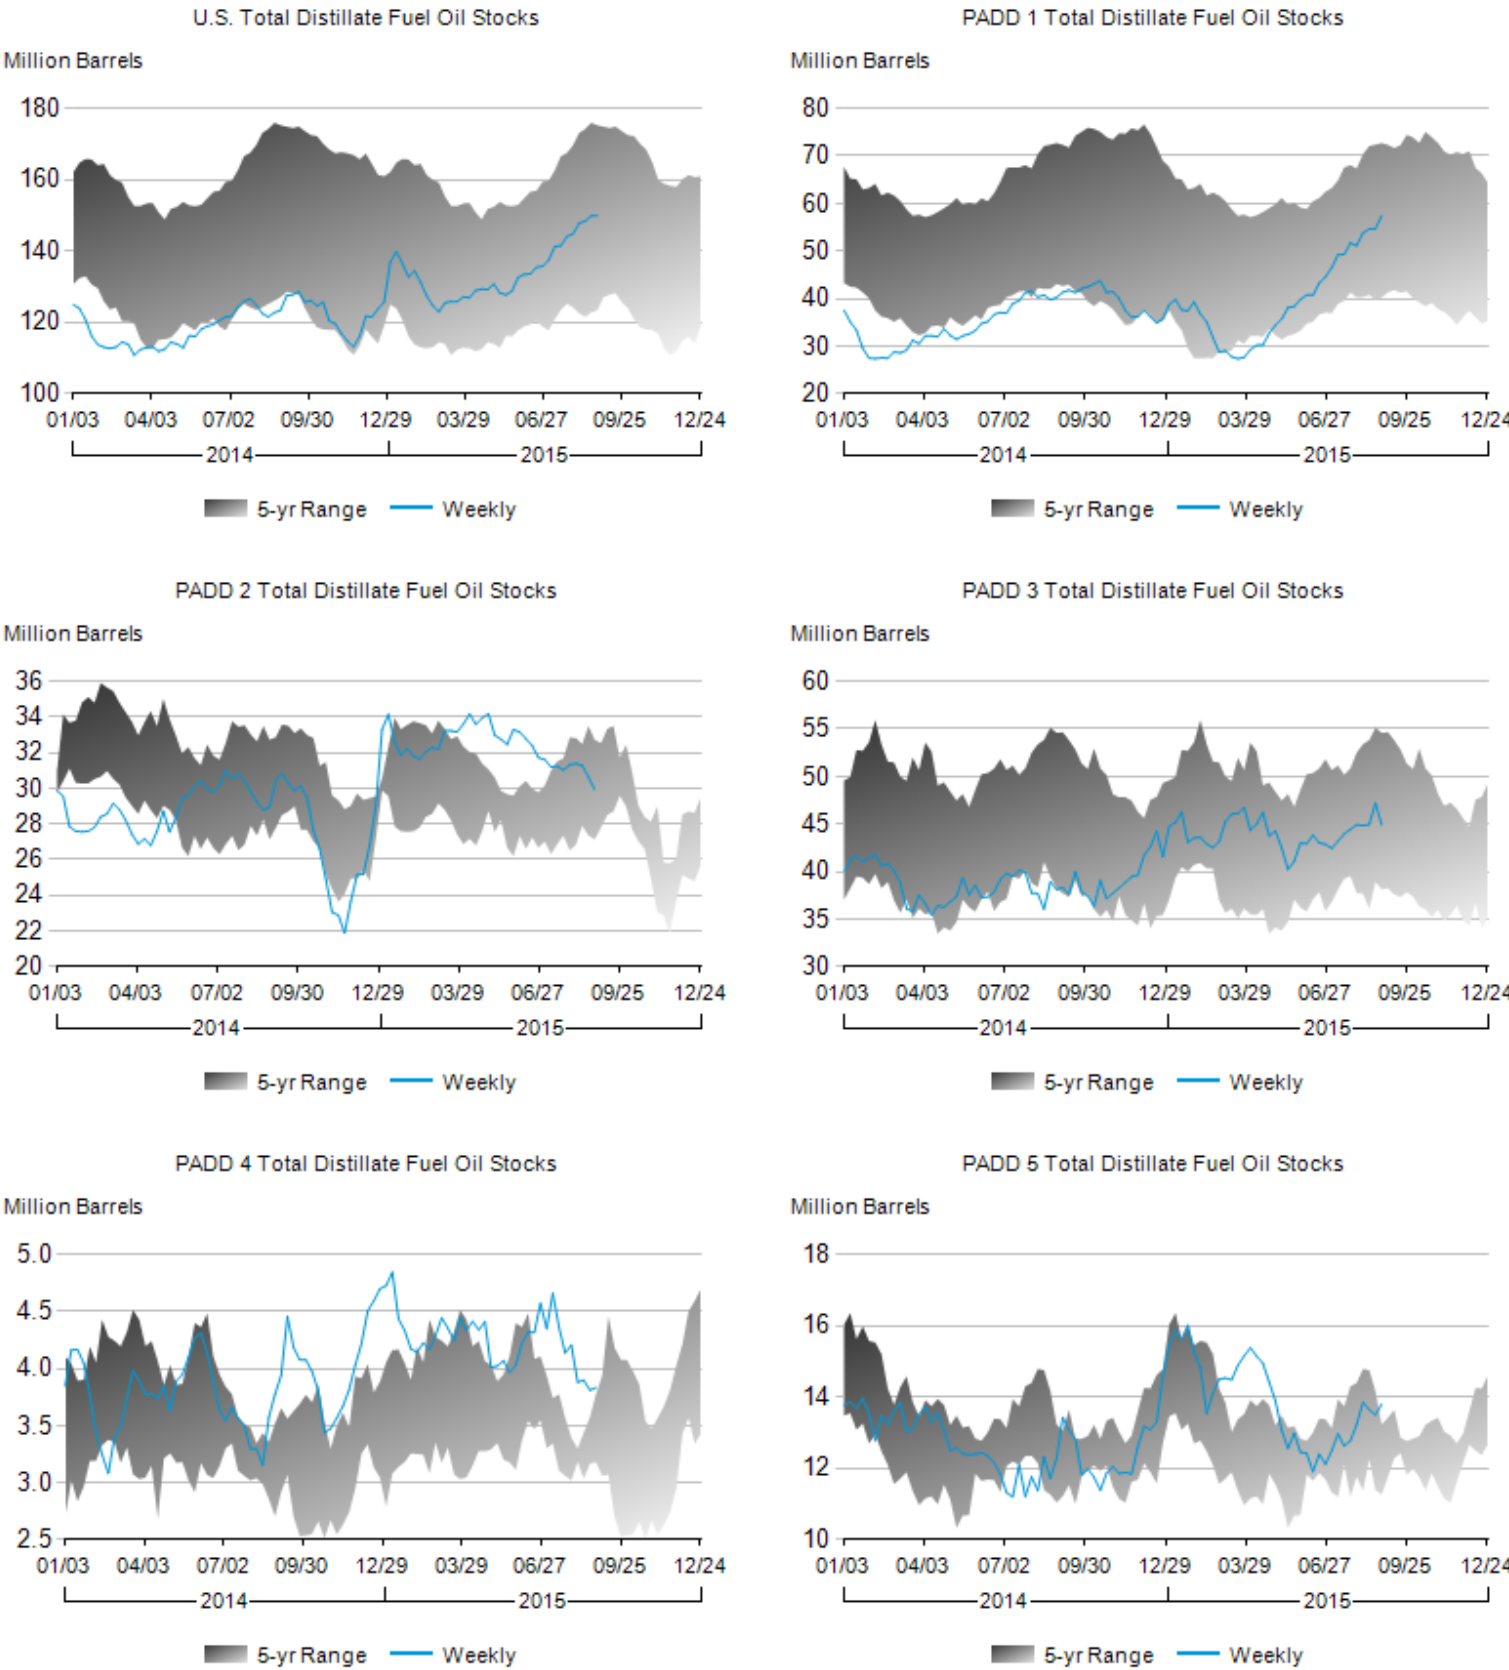 U.S. Total Distillate Fuel Oil Stocks
Million Barrels
180
160
140
120
100
01/03 04/03 07/02 09/30 12/29 03/29 06/27 09/25 12/24
2014 2015
5-yr Range Weekly
PADD 1 Total Distillate Fuel Oil Stocks
Million Barrels
80
70
60
50
40
30
20
01/03 04/03 07/02 09/30 12/29 03/29 06/27 09/25 12/24
2014 2015
5-yr Range Weekly
PADD 2 Total Distillate Fuel Oil Stocks
Million Barrels
36
34
32
30
28
26
24
22
20
01/03 04/03 07/02 09/30 12/29 03/29 06/27 09/25 12/24
2014 2015
5-yr Range Weekly
PADD 3 Total Distillate Fuel Oil Stocks
Million Barrels
60
55
50
45
40
35
30
01/03 04/03 07/02 09/30 12/29 03/29 06/27 09/25 12/24
2014 2015
5-yr Range Weekly
PADD 4 Total Distillate Fuel Oil Stocks
Million Barrels
5.0
4.5
4.0
3.5
3.0
2.5
01/03 04/03 07/02 09/30 12/29 03/29 06/27 09/25 12/24
2014 2015
5-yr Range Weekly
PADD 5 Total Distillate Fuel Oil Stocks
Million Barrels
18
16
14
12
10
01/03 04/03 07/02 09/30 12/29 03/29 06/27 09/25 12/24
2014 2015
5-yr Range Weekly